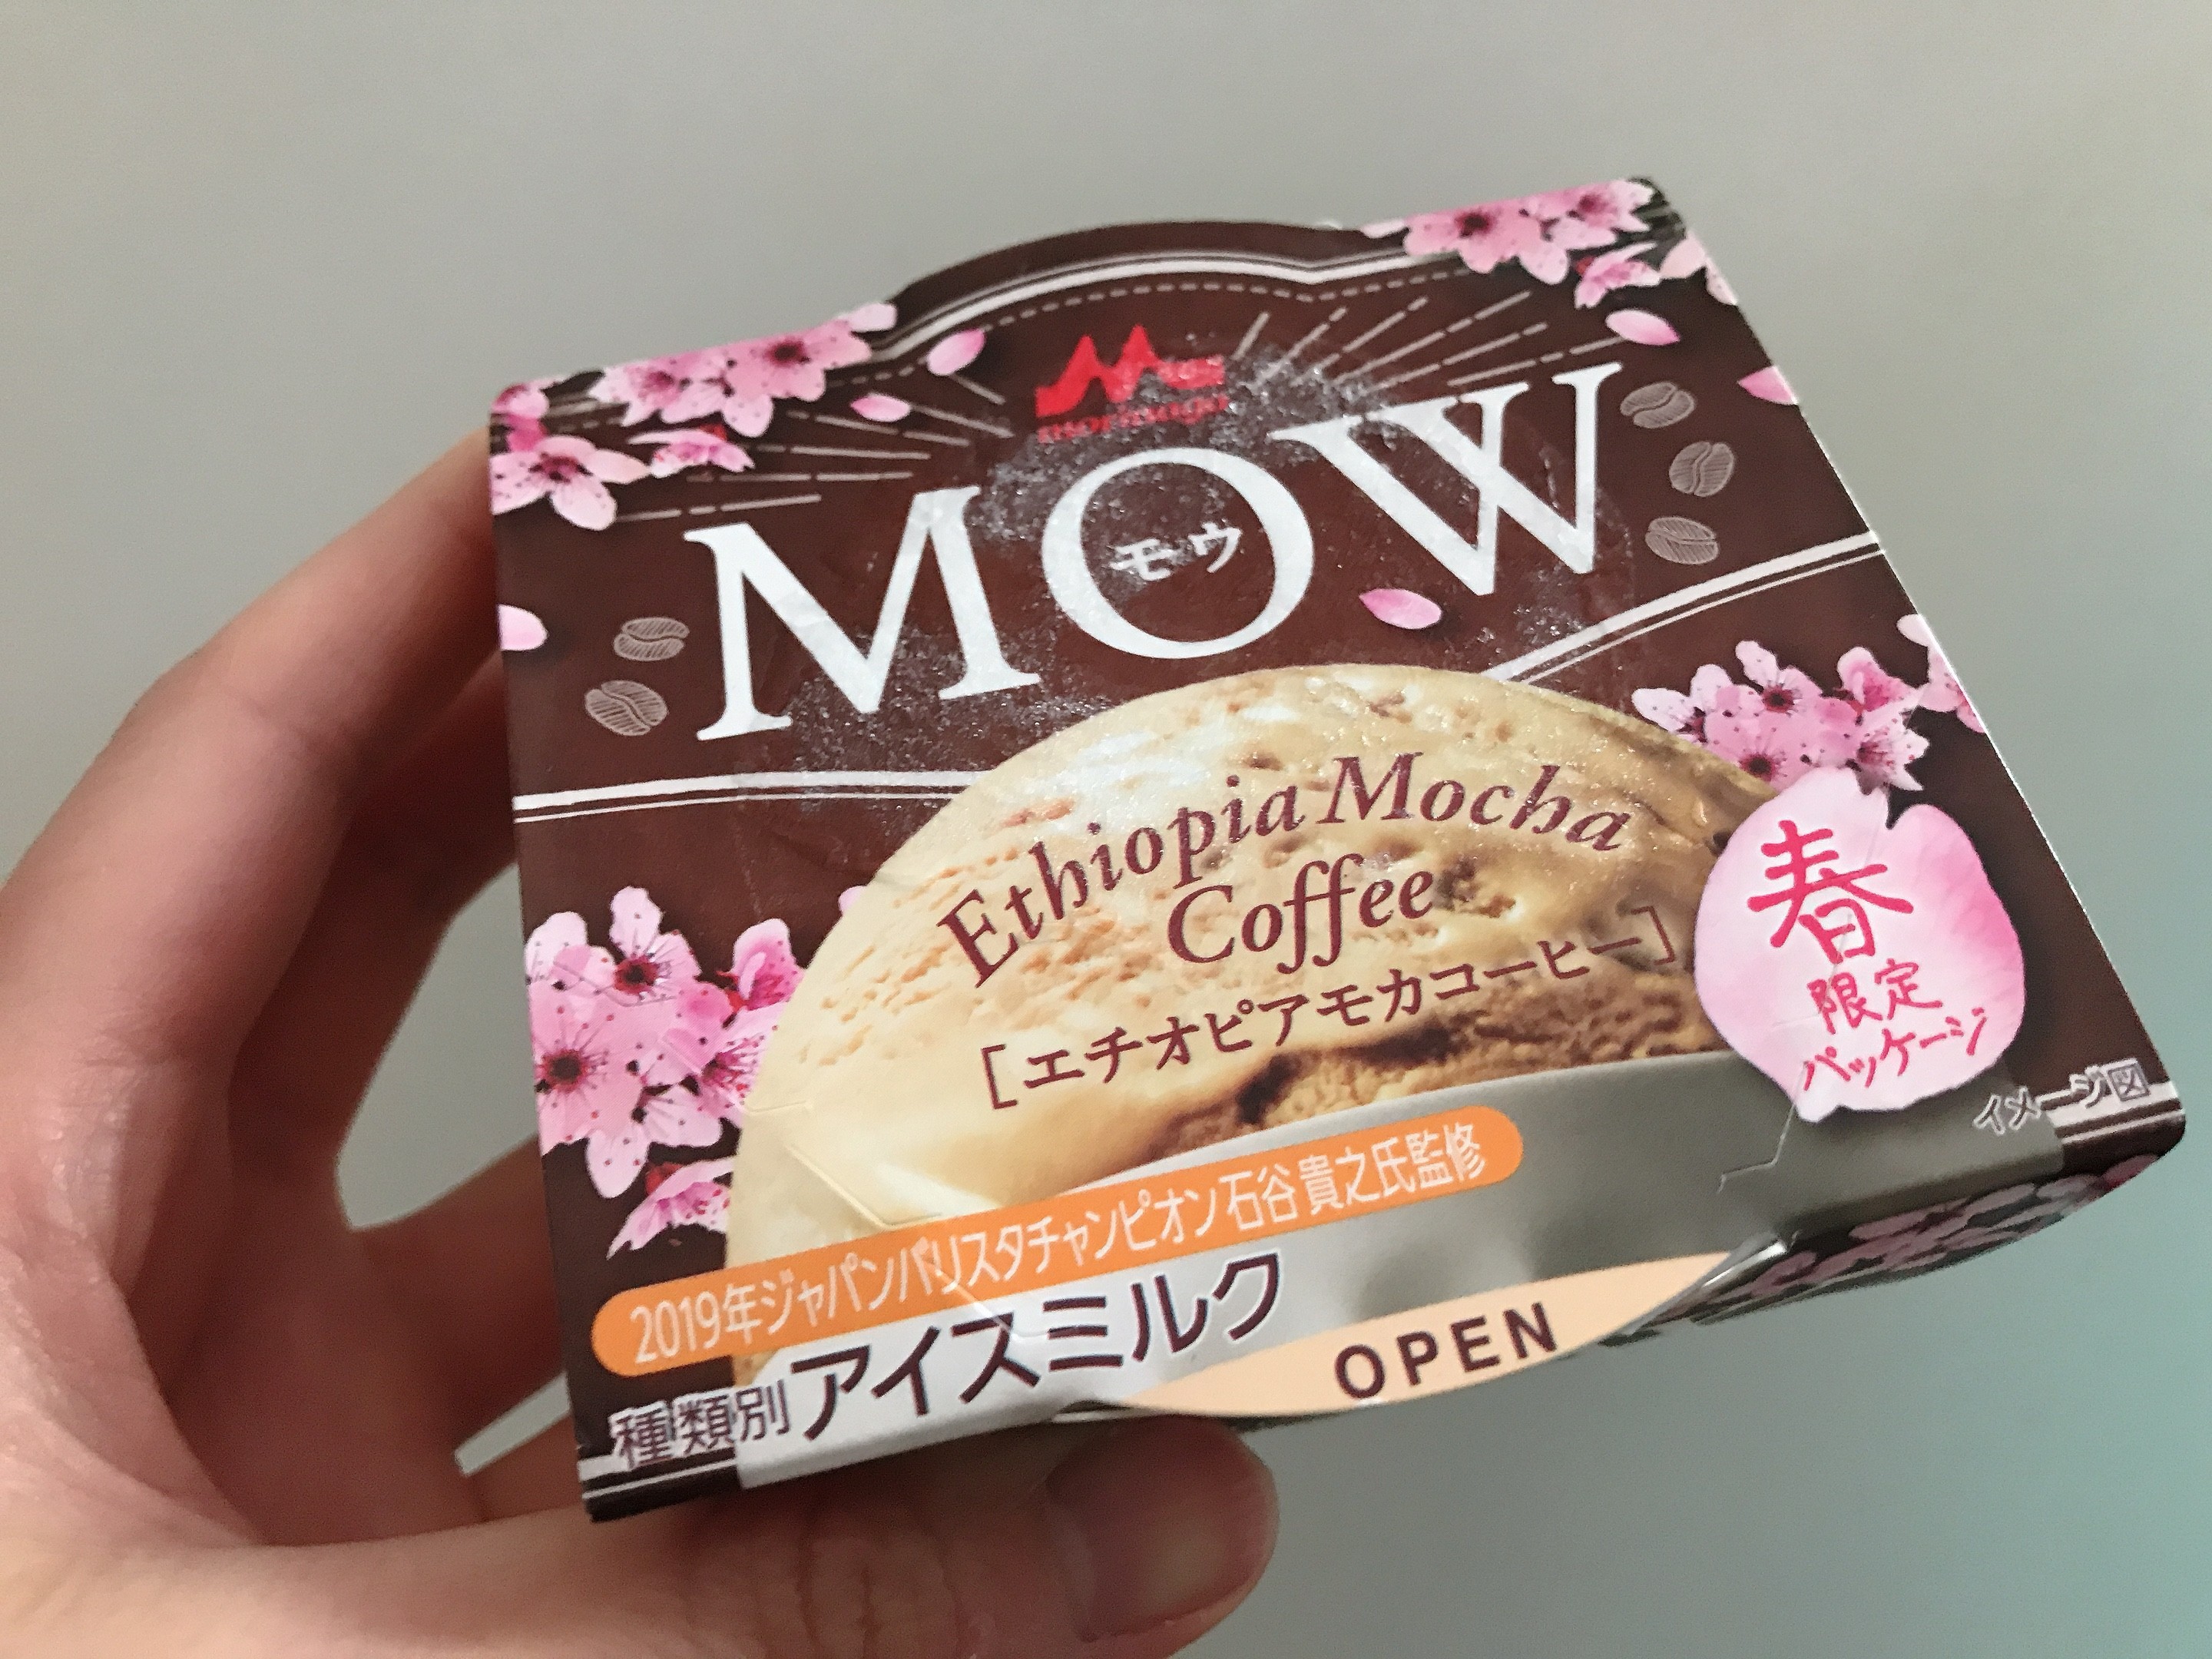 morinaga
MOW
モウ
Ethiopia Mocha
Coffee
[エチオピアモカコーヒー]
春
限定
パッケージ
イメージ図
2019年ジャパンバリスタチャンピオン石谷貴之氏監修
種類別アイスミルク
OPEN